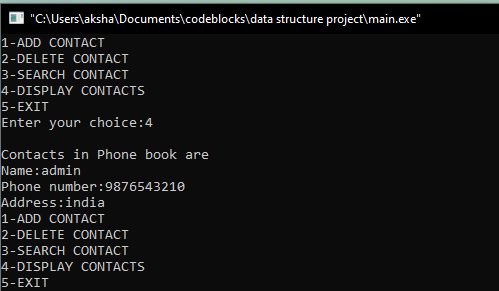 "C:\Users\aksha\Documents\codeblocks\data structure project\main.exe"
1-ADD CONTACT
2-DELETE CONTACT
3-SEARCH CONTACT
4-DISPLAY CONTACTS
5-EXIT
Enter your choice:4
Contacts in Phone book are
Name:admin
Phone number:9876543210
Address:india
1-ADD CONTACT
2-DELETE CONTACT
3-SEARCH CONTACT
4-DISPLAY CONTACTS
5-EXIT